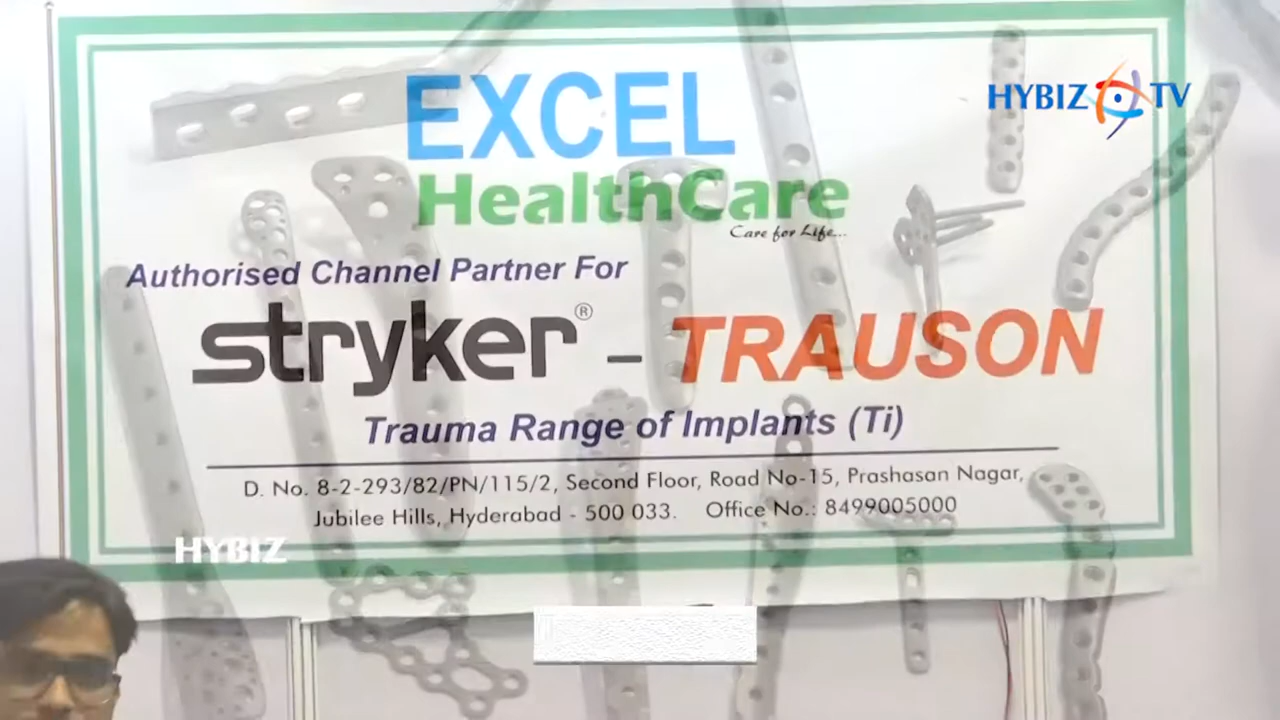 EXCEL
HYBIZ TV
HealthCare
Care for Life...
Authorised Channel Partner For
stryker® – TRAUSON
Trauma Range of Implants (Ti)
D. No. 8-2-293/82/PN/115/2, Second Floor, Road No-15, Prashasan Nagar,
Jubilee Hills, Hyderabad - 500 033. Office No.: 8499005000
HYBIZ